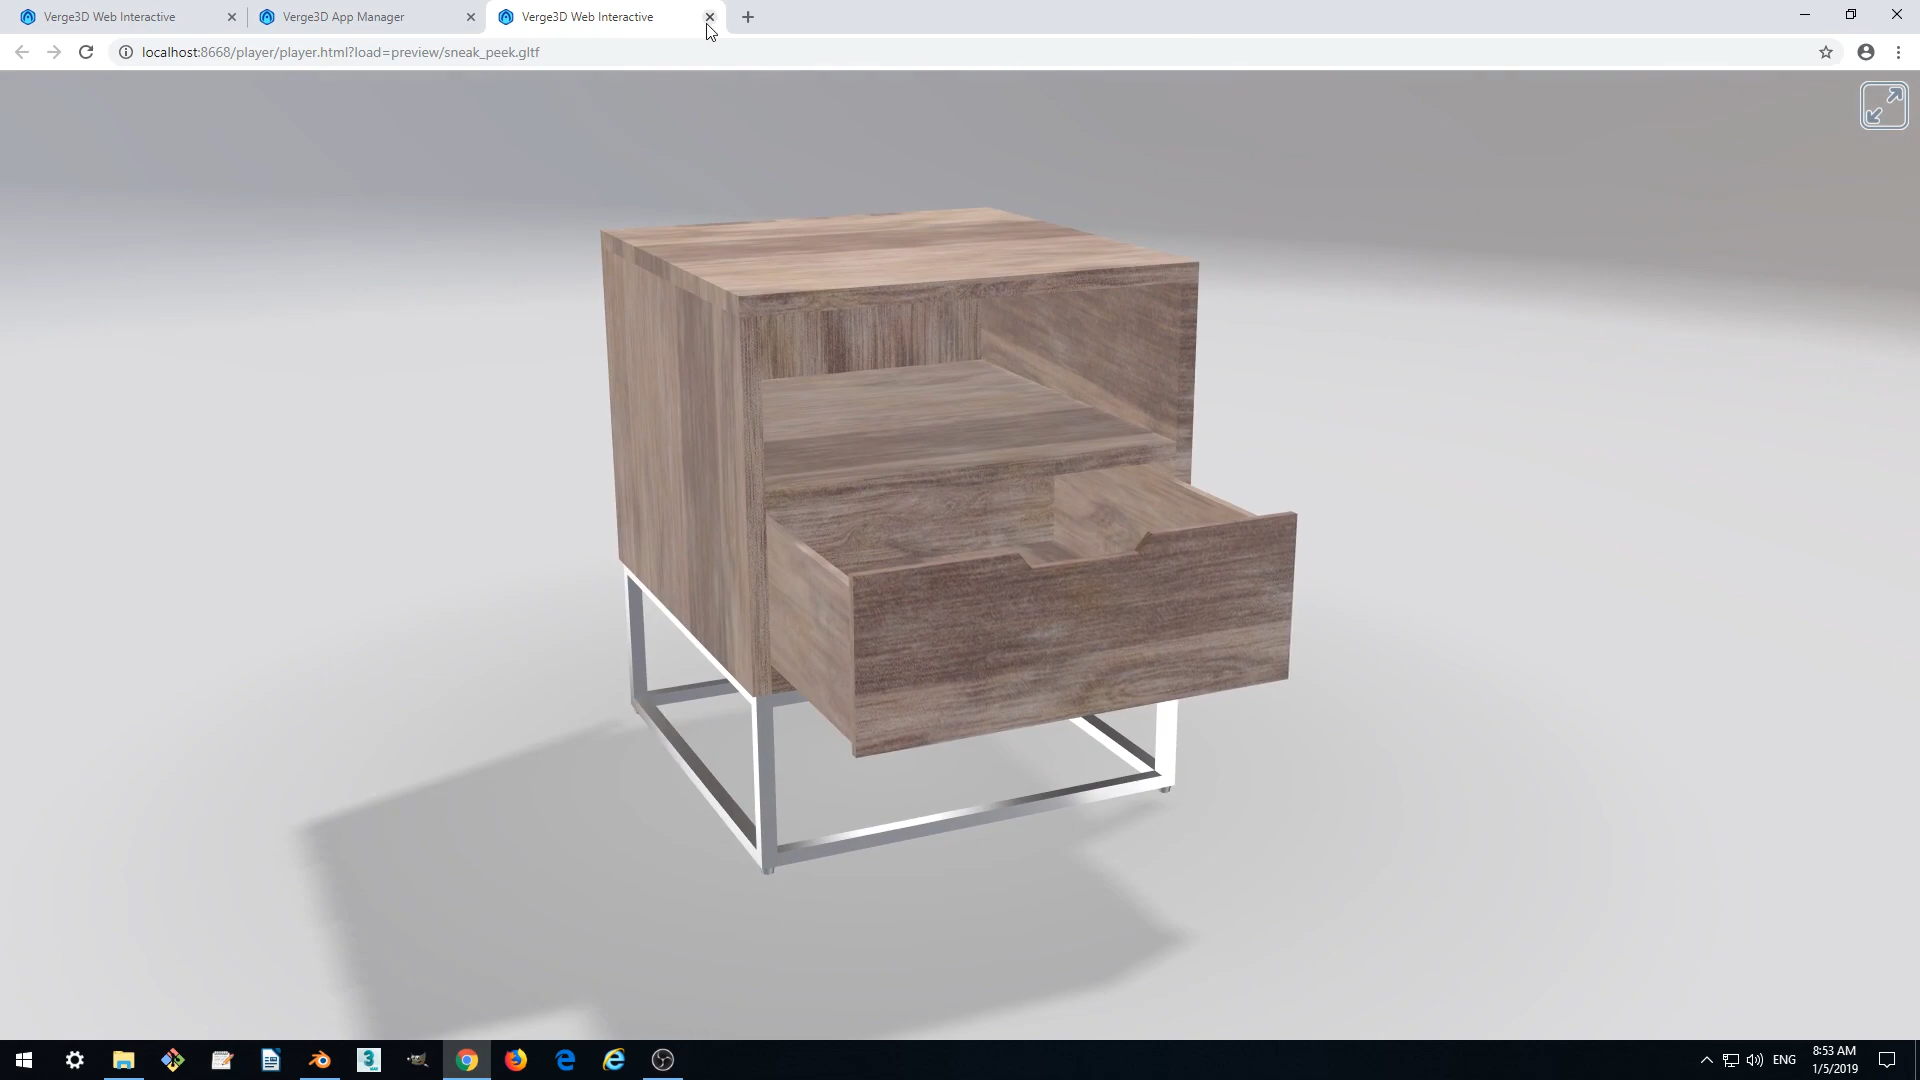 Verge3D Web Interactive
Verge3D App Manager
Verge3D Web Interactive
localhost:8668/player/player.html?load=preview/sneak_peek.gltf
3
ENG
8:53 AM
1/5/2019